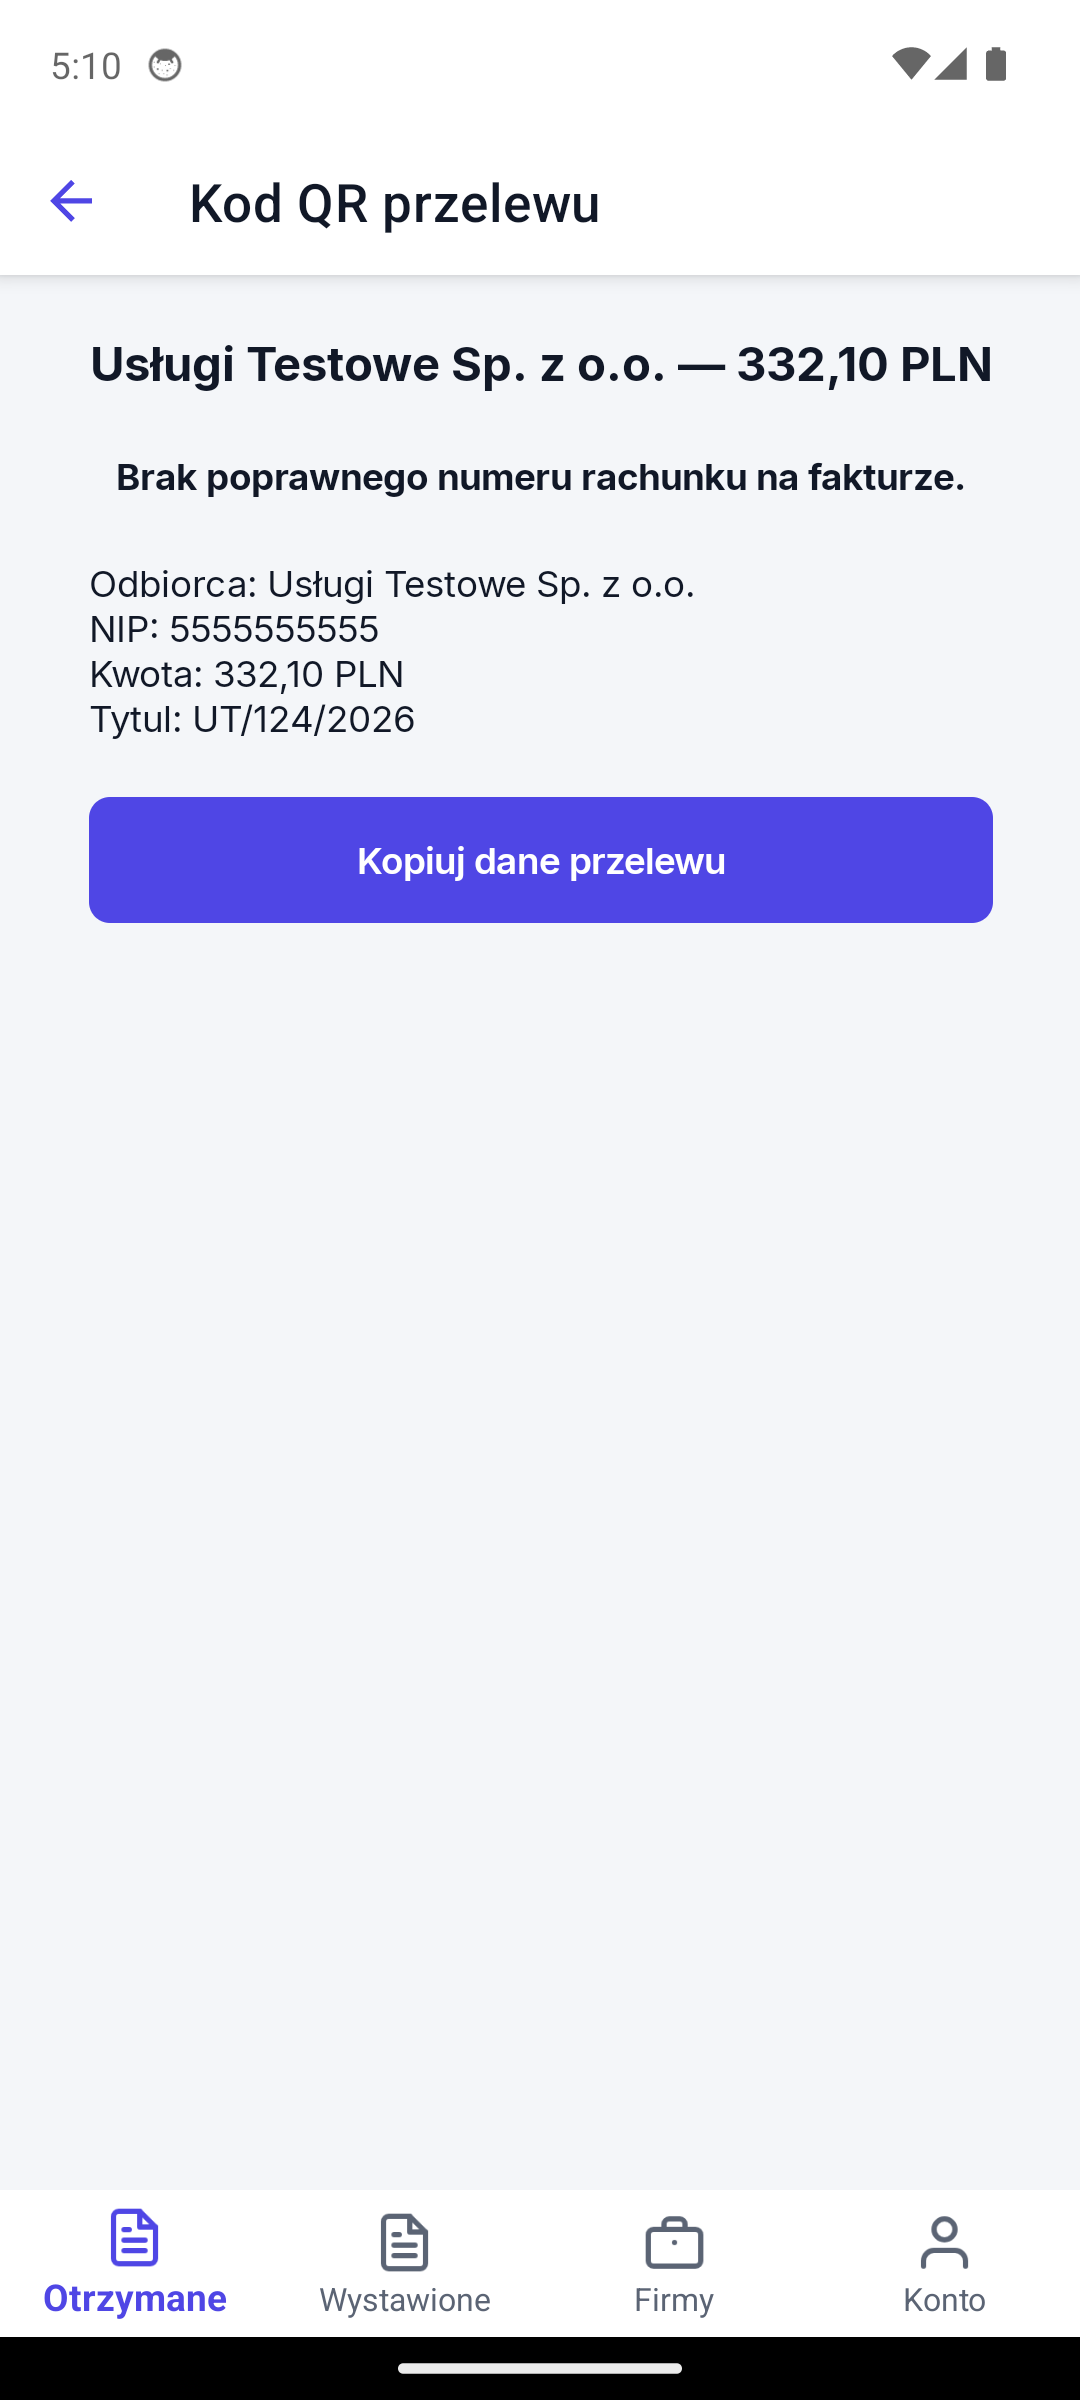 5:10
Kod QR przelewu
Usługi Testowe Sp. z o.o. — 332,10 PLN
Brak poprawnego numeru rachunku na fakturze.
Odbiorca: Usługi Testowe Sp. z o.o.
NIP: 5555555555
Kwota: 332,10 PLN
Tytul: UT/124/2026
Kopiuj dane przelewu
Otrzymane
Wystawione
Firmy
Konto